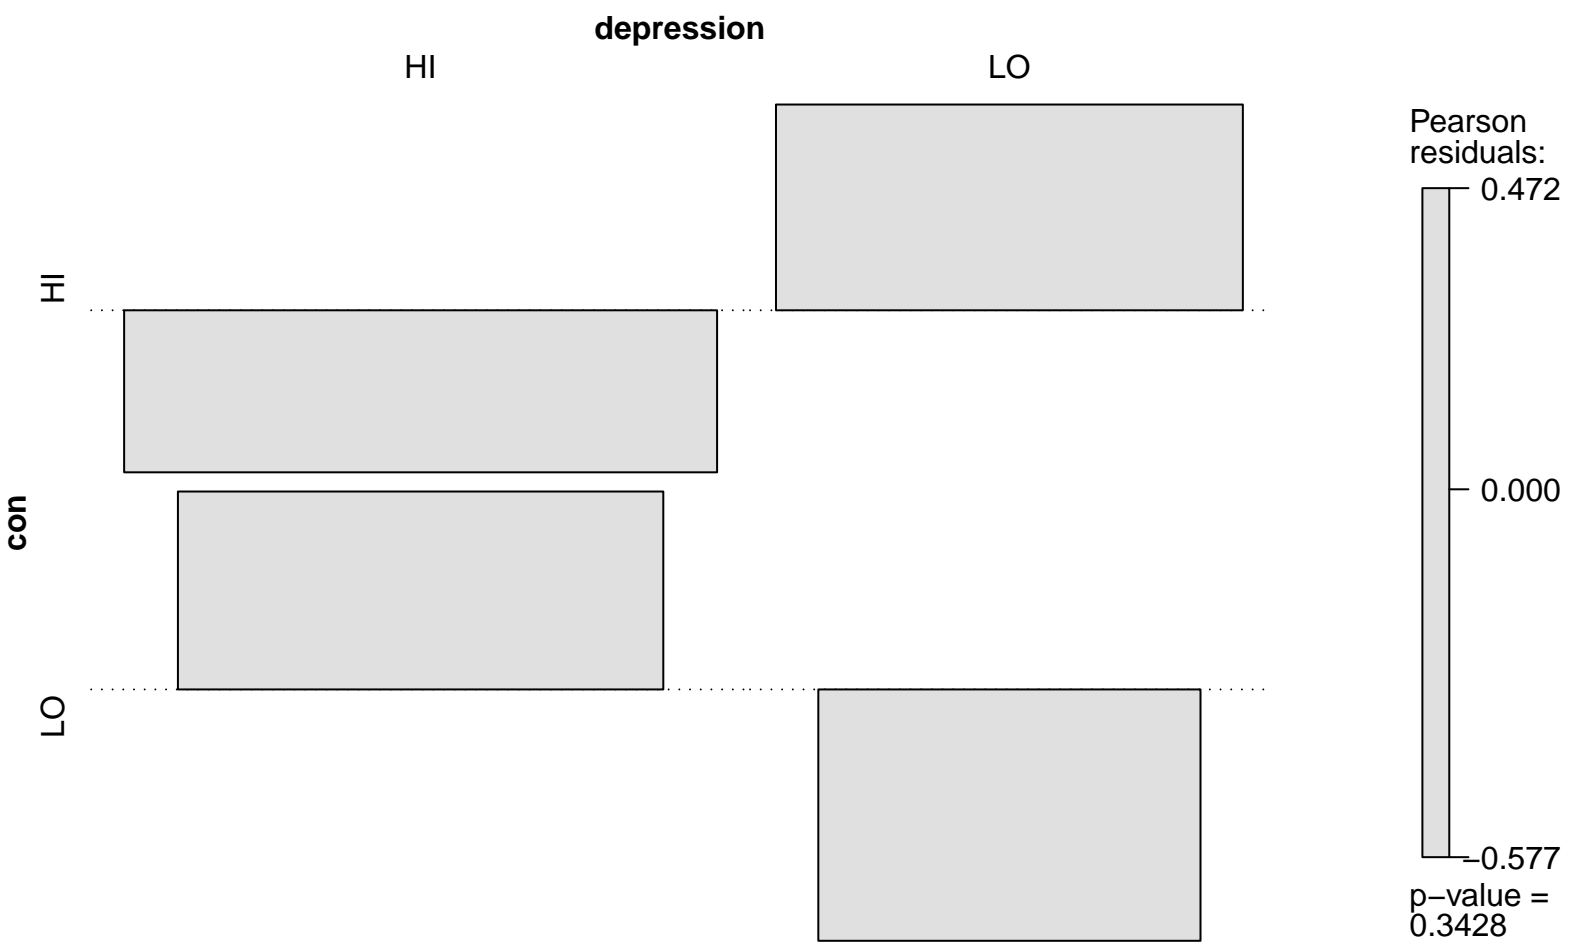 depression
HI
LO
HI
con
LO
Pearson
residuals:
0.472
0.000
−0.577
p−value =
0.3428